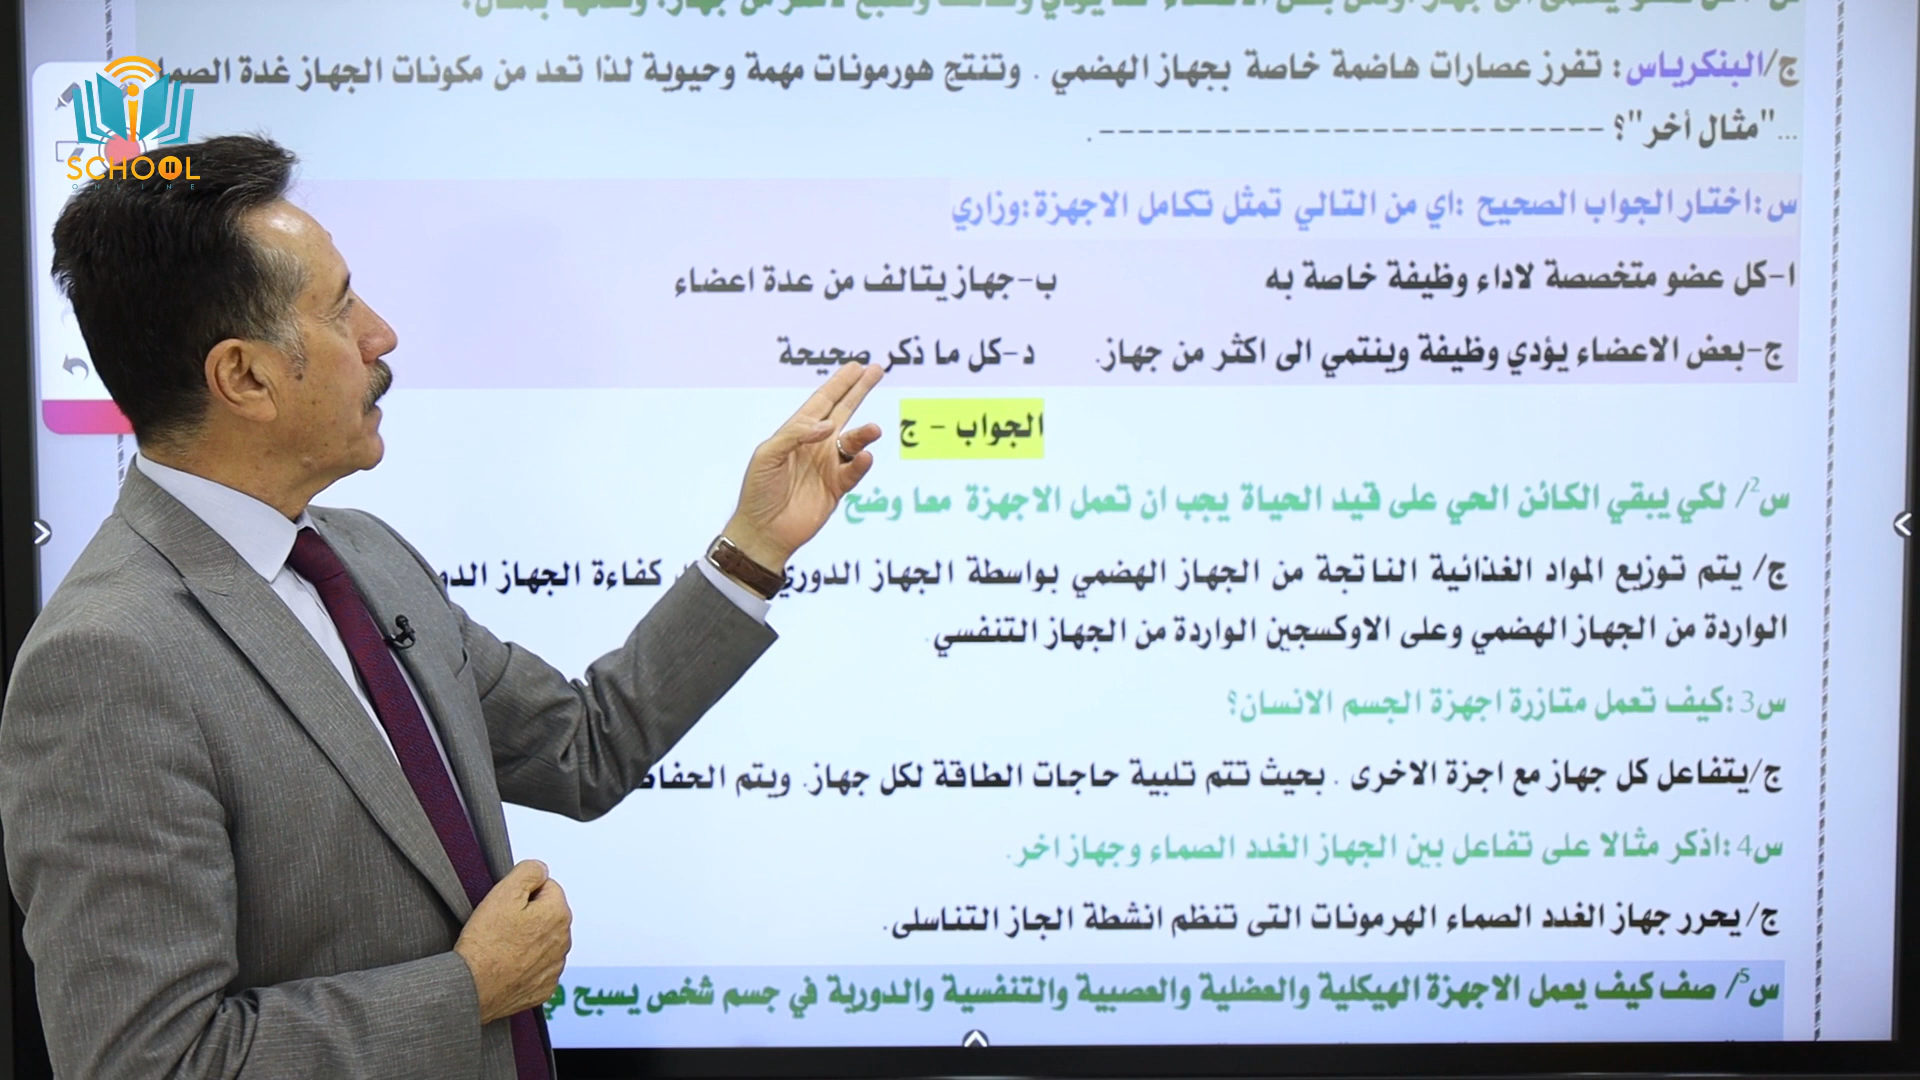 ج/البنكرياس: تفرز عصارات هاضمة خاصة بجهاز الهضمي . وتنتج هورمونات مهمة وحيوية لذا تعد من مكونات الجهاز غدة
..."مثال أخر"؟ ---------------------------.
SCHOOL
ONLINE
س:اختار الجواب الصحيح :اي من التالي تمثل تكامل الاجهزة:وزاري
ا-كل عضو متخصصة لاداء وظيفة خاصة به ب-جهاز يتالف من عدة اعضاء
ج-بعض الاعضاء يؤدي وظيفة وينتمي الى اكثر من جهاز. د-كل ما ذكر صحيحة
الجواب - ج
س2/ لكي يبقي الكائن الحي على قيد الحياة يجب ان تعمل الاجهزة معا وضح
ج/ يتم توزيع المواد الغذائية الناتجة من الجهاز الهضمي بواسطة الجهاز الدوري كفاءة الجهاز
الواردة من الجهاز الهضمي وعلى الاوكسجين الواردة من الجهاز التنفسي.
س3:كيف تعمل متازرة اجهزة الجسم الانسان؟
ج/يتفاعل كل جهاز مع اجزة الاخرى . بحيث تتم تلبية حاجات الطاقة لكل جهاز. ويتم
س4:اذكر مثالا على تفاعل بين الجهاز الغدد الصماء وجهاز اخر.
ج/يحرر جهاز الغدد الصماء الهرمونات التى تنظم انشطة الجاز التناسلى.
س5/ صف كيف يعمل الاجهزة الهيكلية والعضلية والعصبية والتنفسية والدورية في جسم شخص يسبح